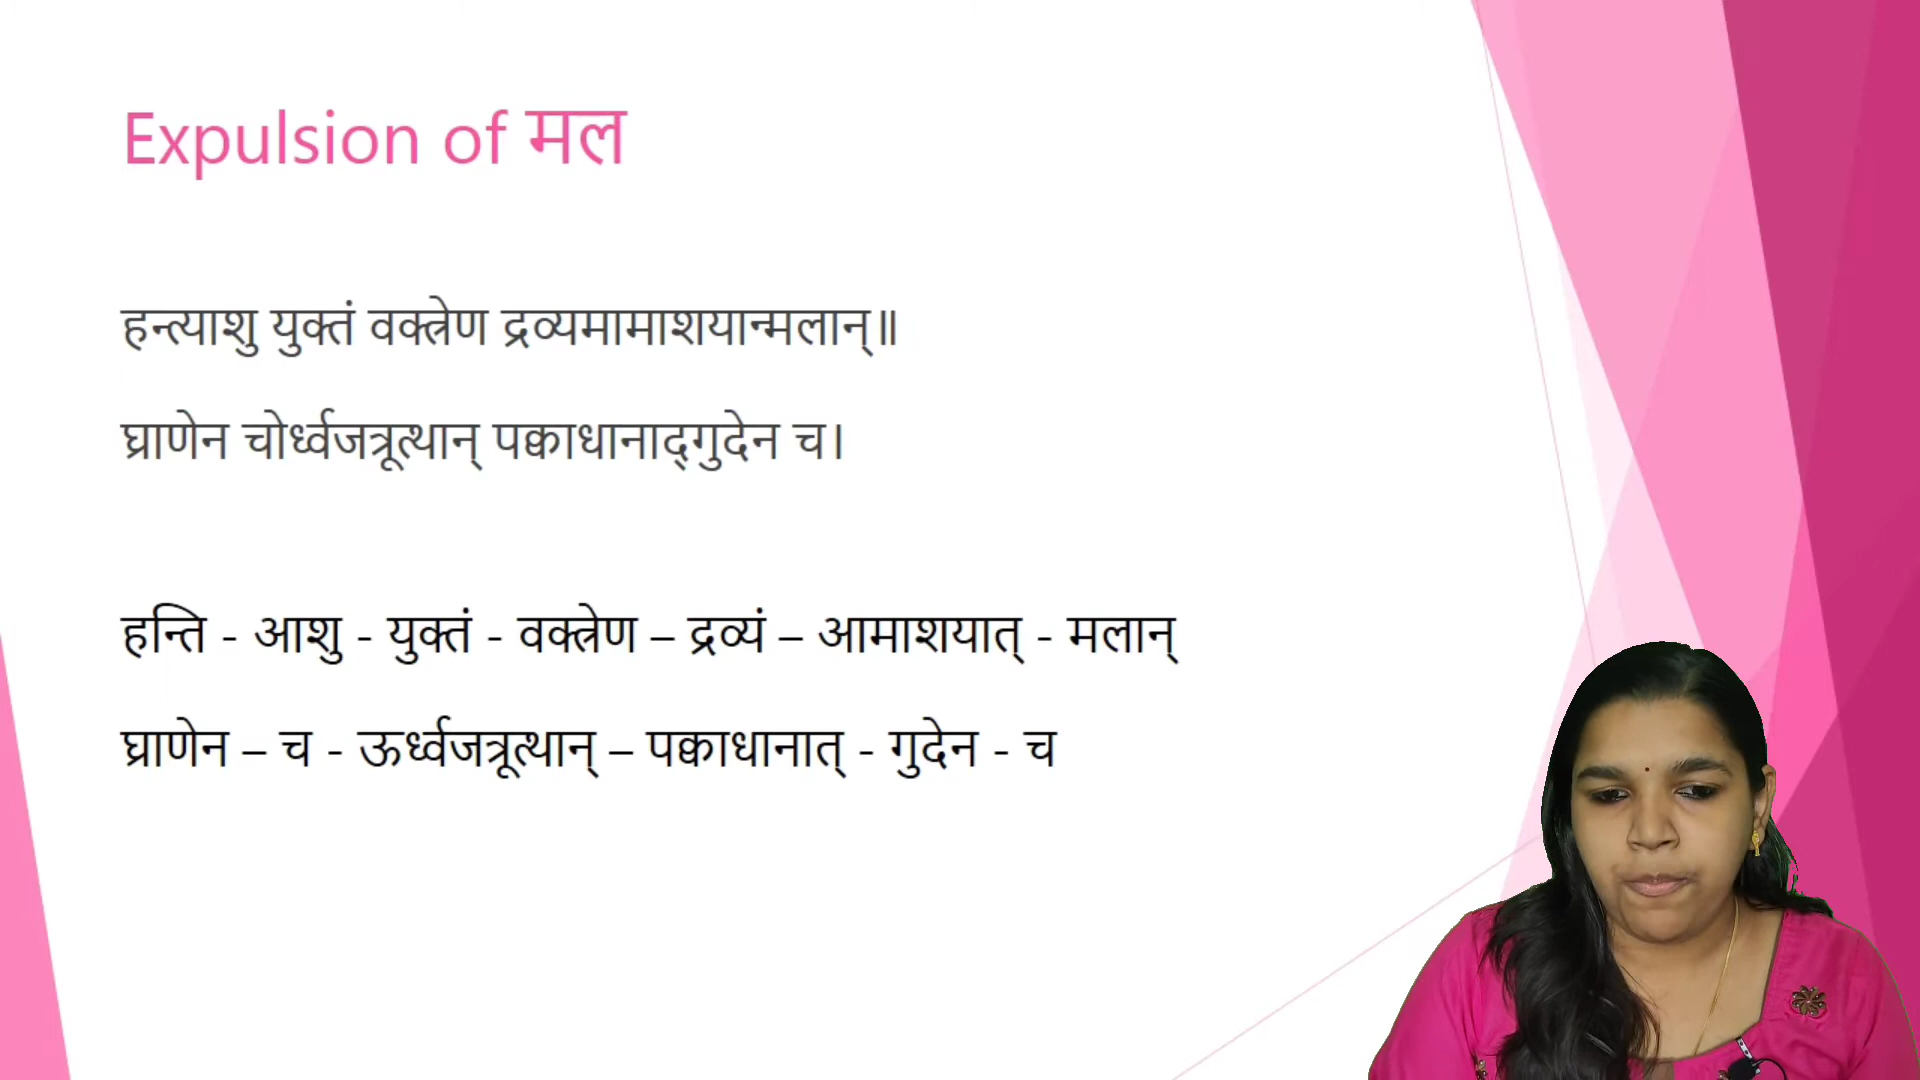 Expulsion of मल
हन्त्याशु युक्तं वक्त्रेण द्रव्यमामाशयान्मलान्॥
घ्राणेन चोर्ध्वजत्रूत्थान् पक्वाधानाद्गुदेन च।
हन्ति - आशु - युक्तं - वक्त्रेण – द्रव्यं – आमाशयात् - मलान्
घ्राणेन – च - ऊर्ध्वजत्रूत्थान् – पक्वाधानात् - गुदेन - च